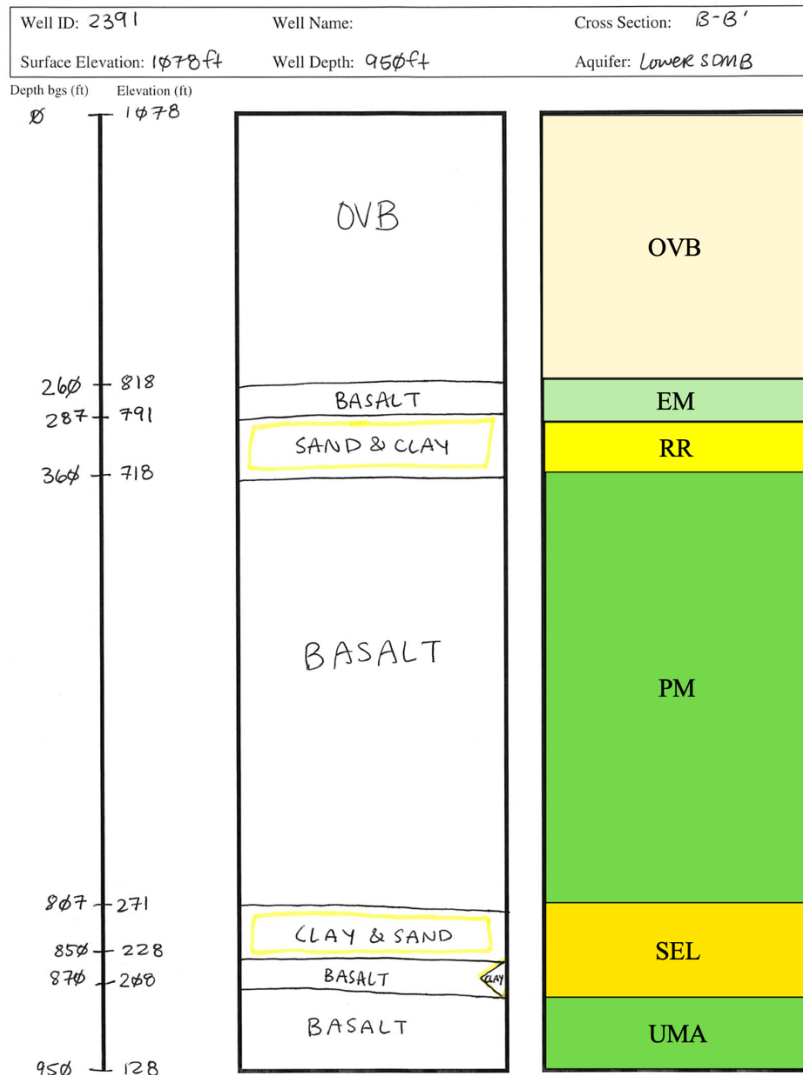 Well ID: 2391 Well Name: Cross Section: B-B'
Surface Elevation: 1078ft Well Depth: 950ft Aquifer: Lower SDMB
Depth bgs (ft) Elevation (ft)
0 1078
OVB OVB
260 818
BASALT EM
287 791
SAND & CLAY RR
360 718
BASALT PM
807 271
CLAY & SAND SEL
850 228
BASALT CLAY
870 208
BASALT UMA
950 128